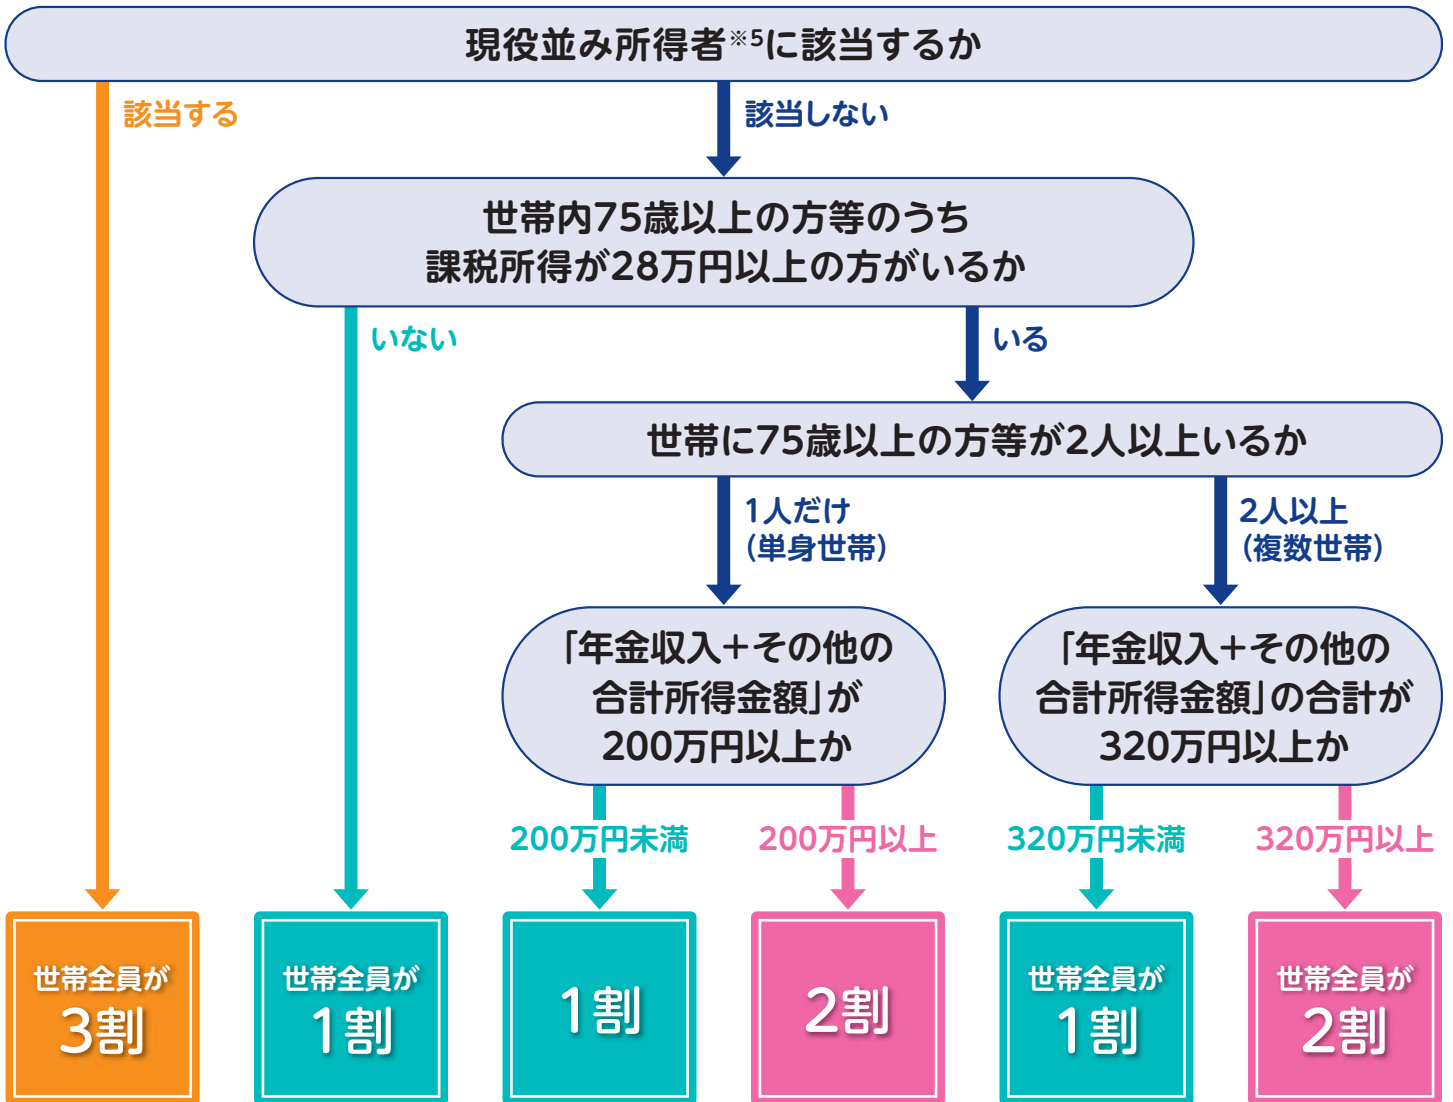 現役並み所得者※5に該当するか
該当する
該当しない
世帯内75歳以上の方等のうち
課税所得が28万円以上の方がいるか
いない
いる
世帯に75歳以上の方等が2人以上いるか
1人だけ
(単身世帯)
2人以上
(複数世帯)
「年金収入+その他の
合計所得金額」が
200万円以上か
「年金収入+その他の
合計所得金額」の合計が
320万円以上か
200万円未満
200万円以上
320万円未満
320万円以上
世帯全員が
3割
世帯全員が
1割
1割
2割
世帯全員が
1割
世帯全員が
2割